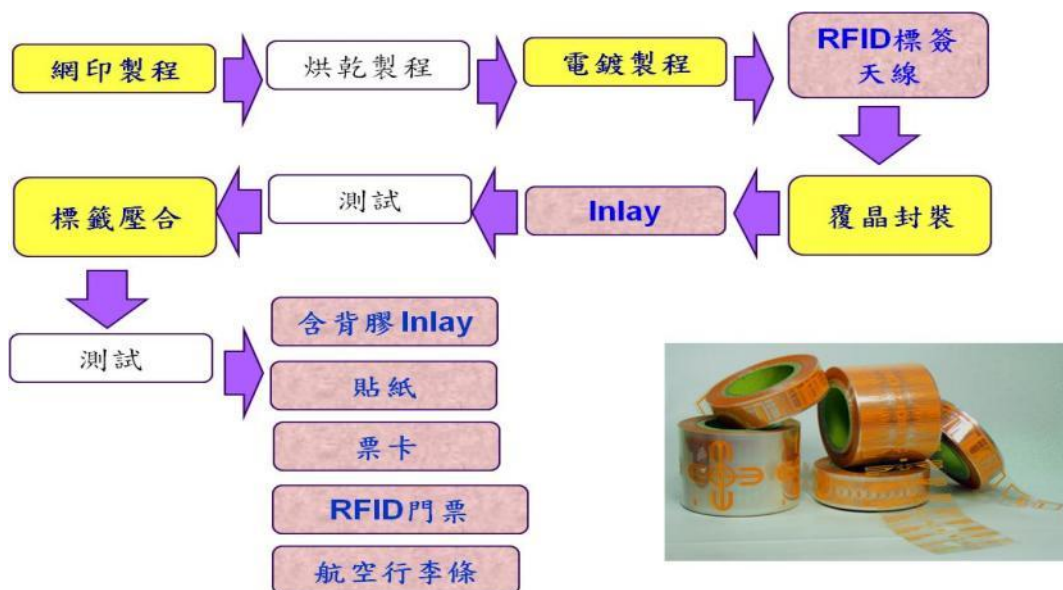 網印製程
烘乾製程
電鍍製程
RFID標簽
天線
標籤壓合
測試
Inlay
覆晶封裝
測試
含背膠Inlay
貼紙
票卡
RFID門票
航空行李條